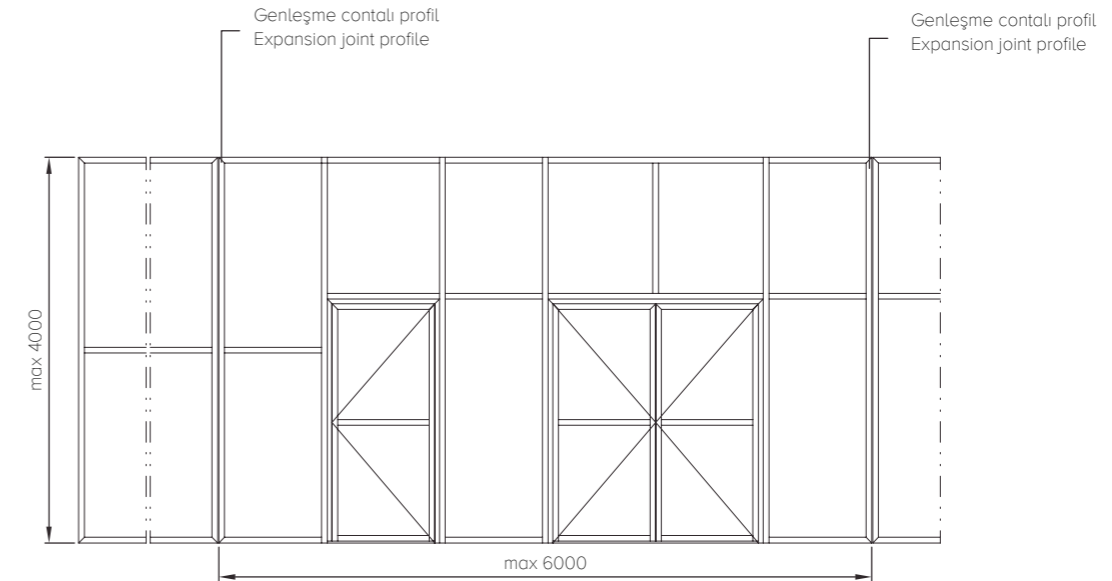 Genleşme contalı profil
Expansion joint profile
Genleşme contalı profil
Expansion joint profile
max 4000
max 6000